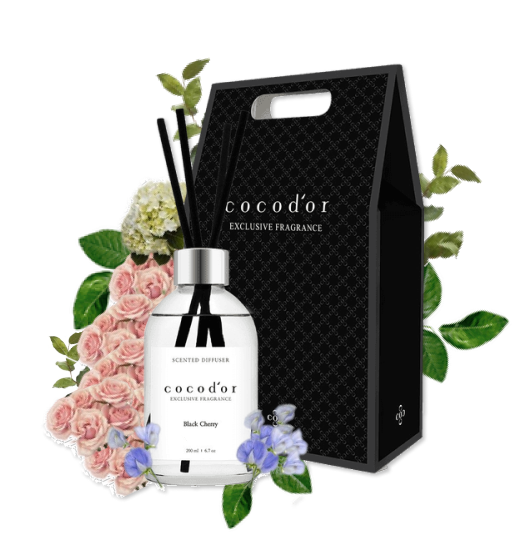 cocod'or
EXCLUSIVE FRAGRANCE
SCENTED DIFFUSER
cocod'or
EXCLUSIVE FRAGRANCE
Black Cherry
200 ml • 6.7 oz